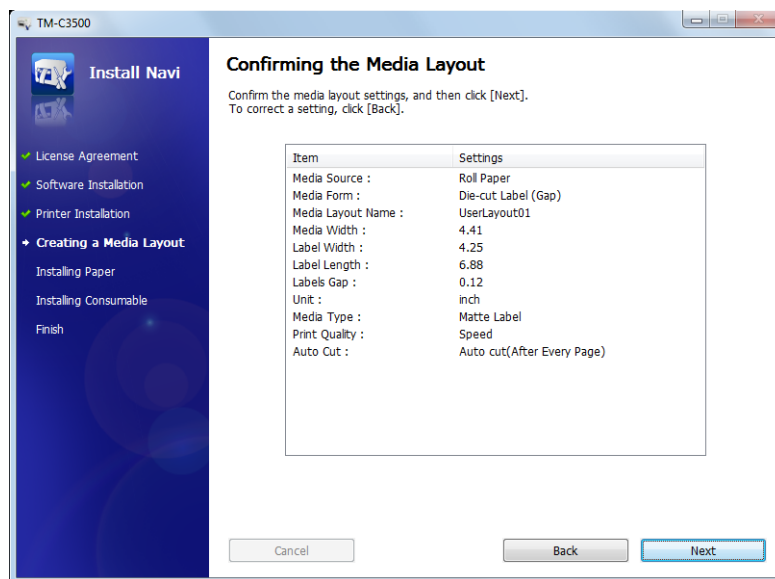 TM-C3500
Install Navi
License Agreement
Software Installation
Printer Installation
Creating a Media Layout
Installing Paper
Installing Consumable
Finish
Confirming the Media Layout
Confirm the media layout settings, and then click [Next].
To correct a setting, click [Back].
Item Settings
Media Source : Roll Paper
Media Form : Die-cut Label (Gap)
Media Layout Name : UserLayout01
Media Width : 4.41
Label Width : 4.25
Label Length : 6.88
Labels Gap : 0.12
Unit : inch
Media Type : Matte Label
Print Quality : Speed
Auto Cut : Auto cut(After Every Page)
Cancel Back Next